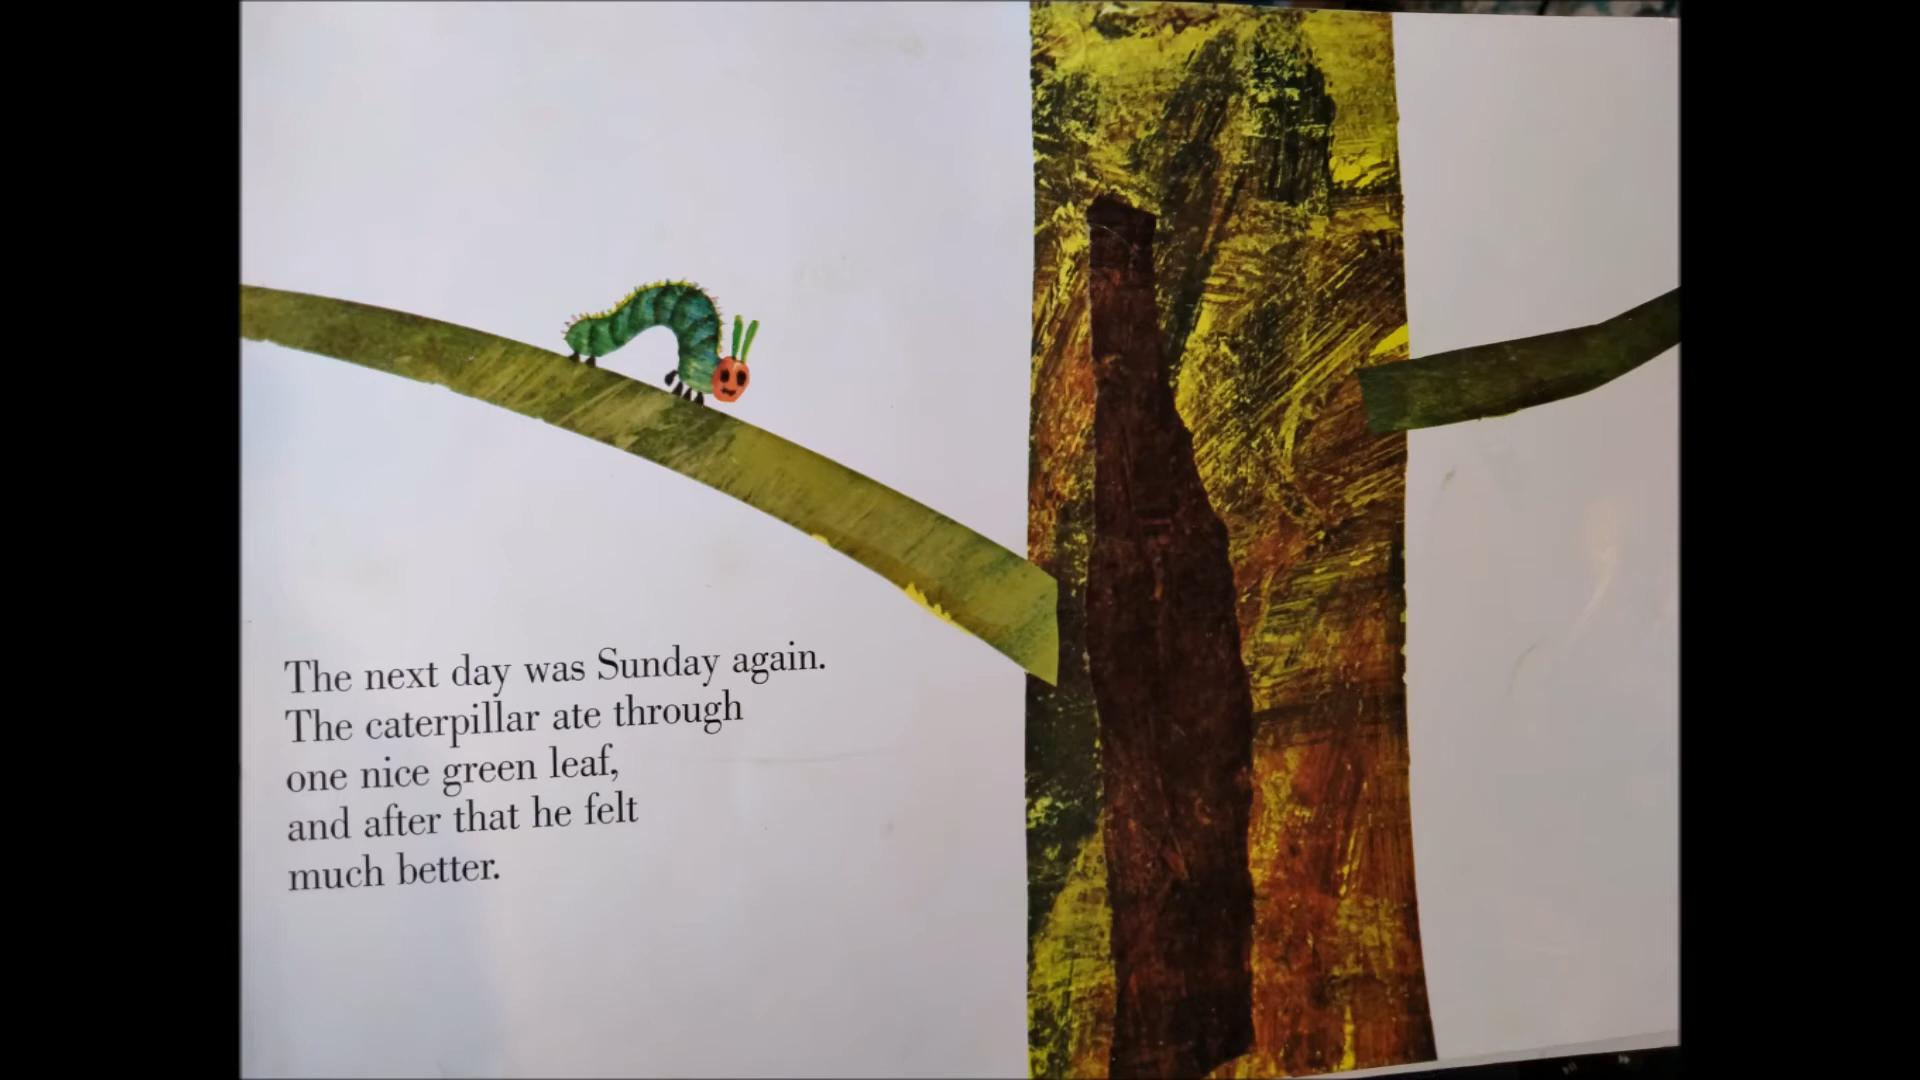 The next day was Sunday again.
The caterpillar ate through
one nice green leaf,
and after that he felt
much better.